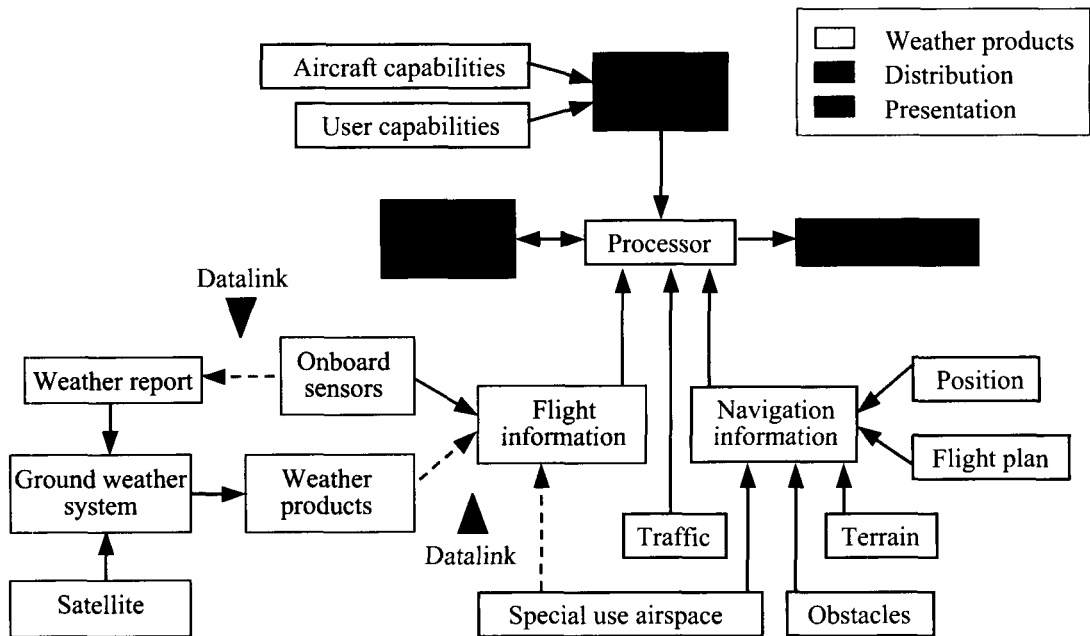 Aircraft capabilities
User capabilities
Weather products
Distribution
Presentation
Processor
Datalink
Weather report
Onboard
sensors
Flight
information
Navigation
information
Position
Flight plan
Ground weather
system
Weather
products
Datalink
Traffic
Terrain
Satellite
Special use airspace
Obstacles